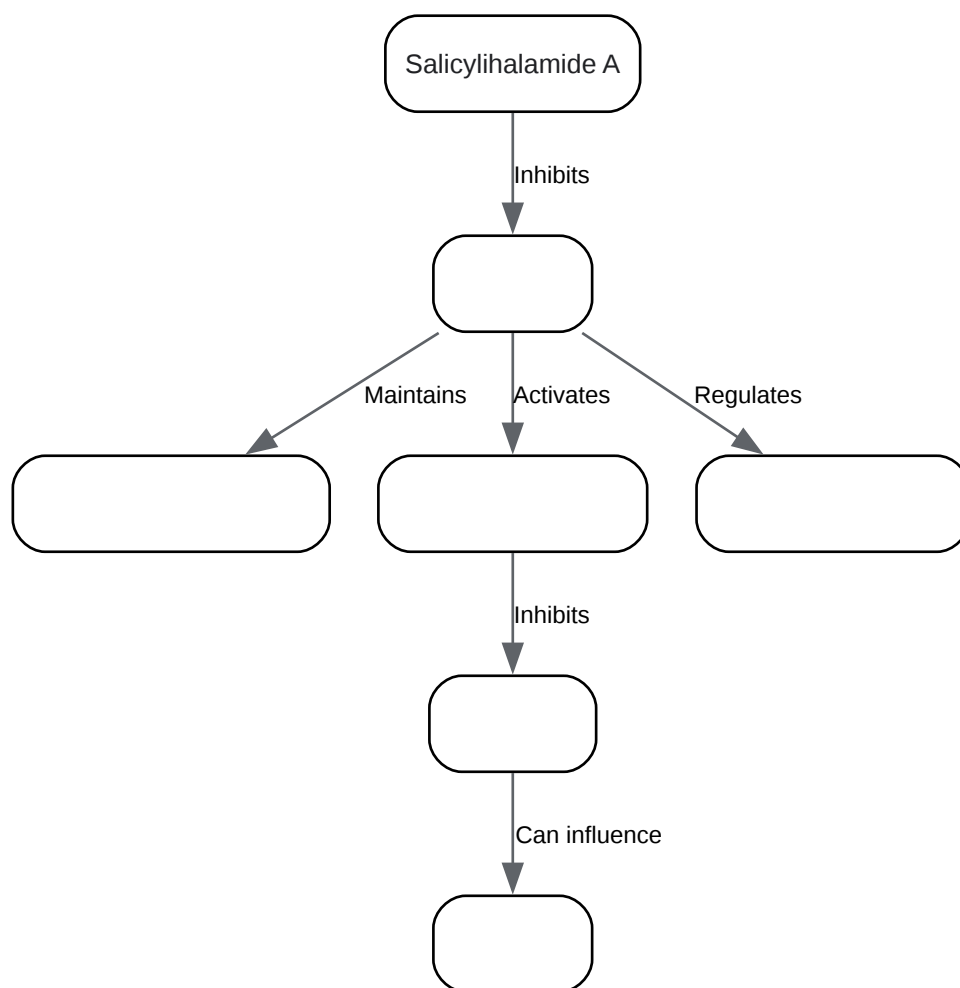 Salicylihalamide A
Inhibits
Maintains
Activates
Regulates
Inhibits
Can influence